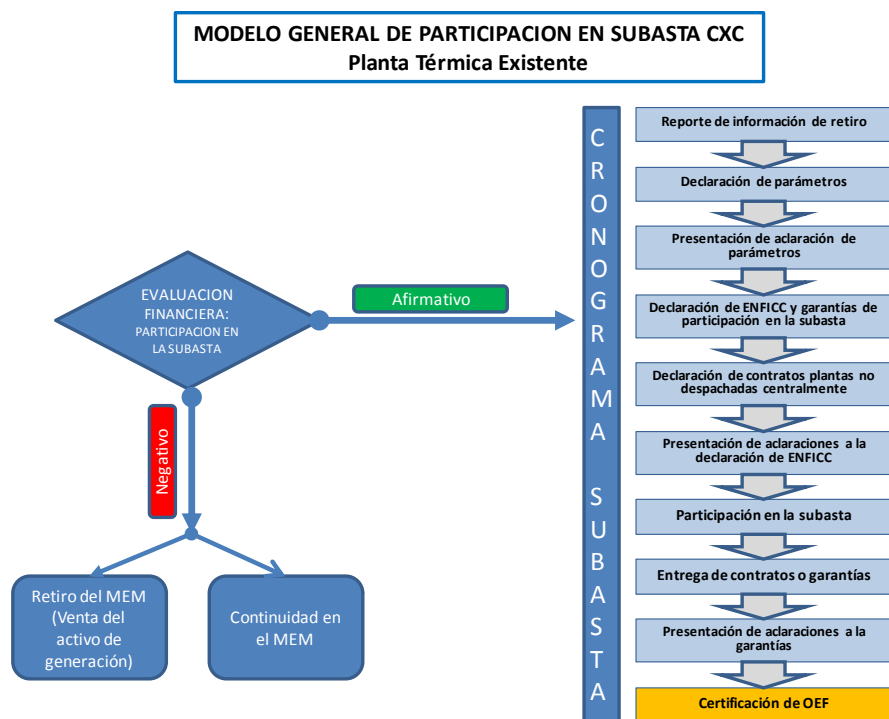 MODELO GENERAL DE PARTICIPACION EN SUBASTA CXC
Planta Térmica Existente
EVALUACION
FINANCIERA:
PARTICIPACION EN
LA SUBASTA
Afirmativo
Negativo
Retiro del MEM
(Venta del
activo de
generación)
Continuidad en
el MEM
CRONOGRAMA SUBASTA
Reporte de información de retiro
Declaración de parámetros
Presentación de aclaración de
parámetros
Declaración de ENFICC y garantías de
participación en la subasta
Declaración de contratos plantas no
despachadas centralmente
Presentación de aclaraciones a la
declaración de ENFICC
Participación en la subasta
Entrega de contratos o garantías
Presentación de aclaraciones a la
garantías
Certificación de OEF